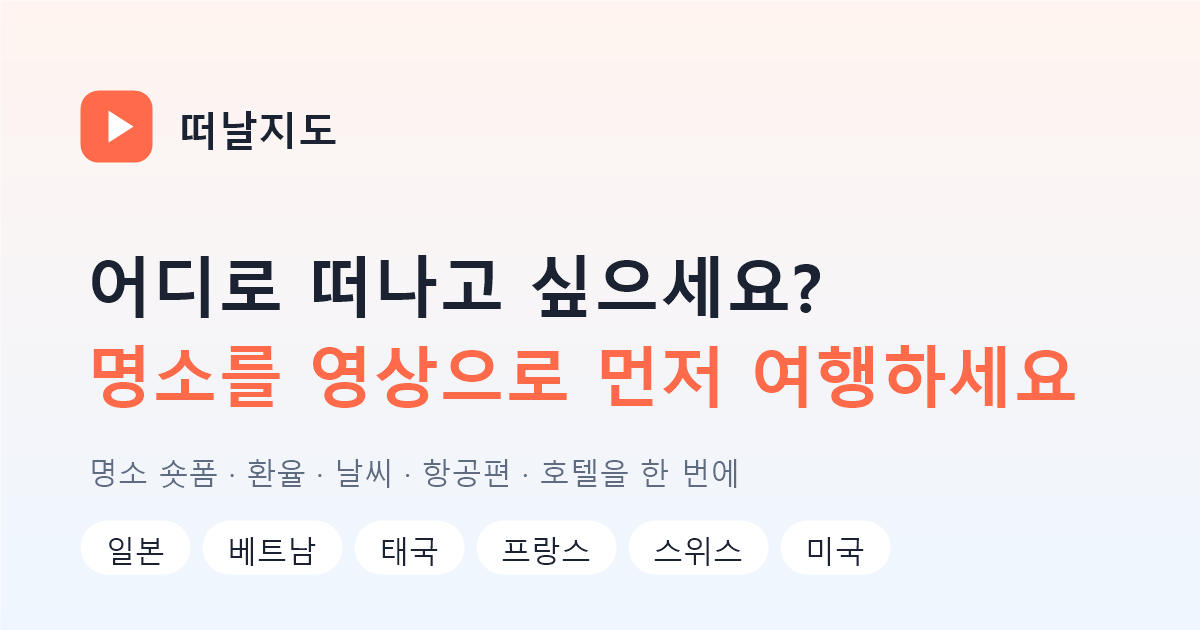 떠날지도
어디로 떠나고 싶으세요?
명소를 영상으로 먼저 여행하세요
명소 숏폼 · 환율 · 날씨 · 항공편 · 호텔을 한 번에
일본 베트남 태국 프랑스 스위스 미국